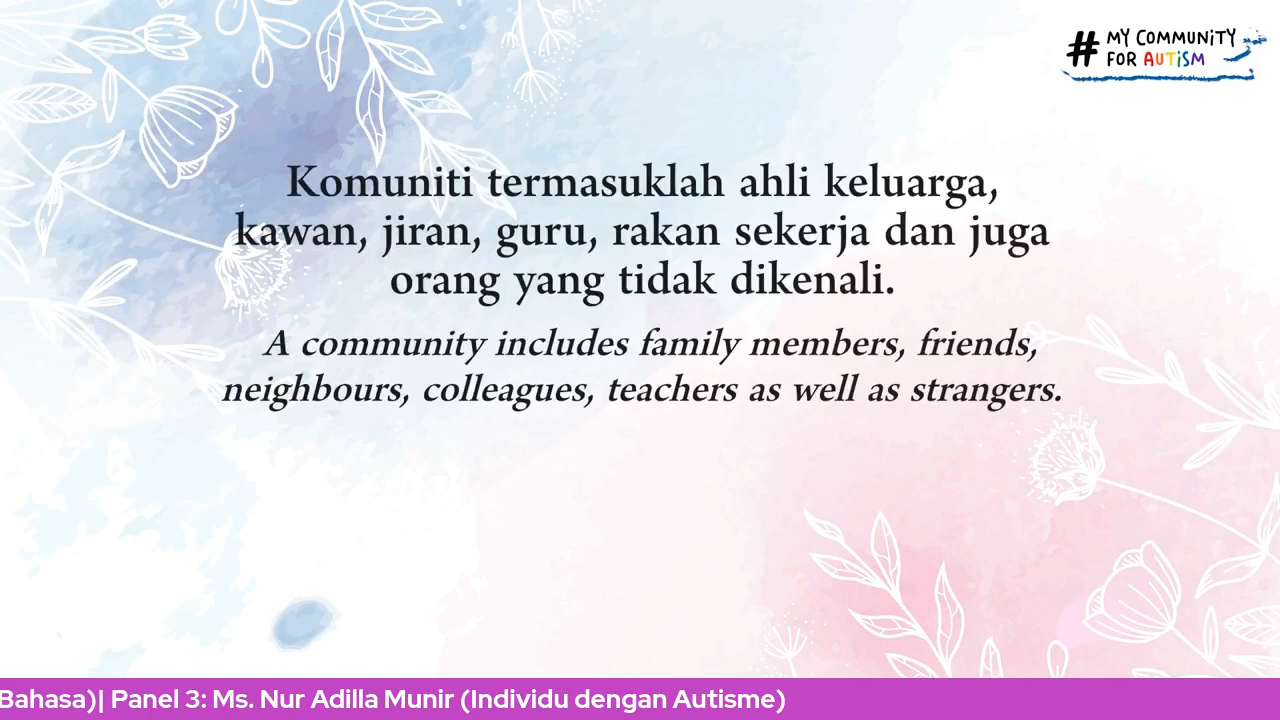 # MY COMMUNITY
FOR AUTiSM
Komuniti termasuklah ahli keluarga,
kawan, jiran, guru, rakan sekerja dan juga
orang yang tidak dikenali.
A community includes family members, friends,
neighbours, colleagues, teachers as well as strangers.
Bahasa)| Panel 3: Ms. Nur Adilla Munir (Individu dengan Autisme)